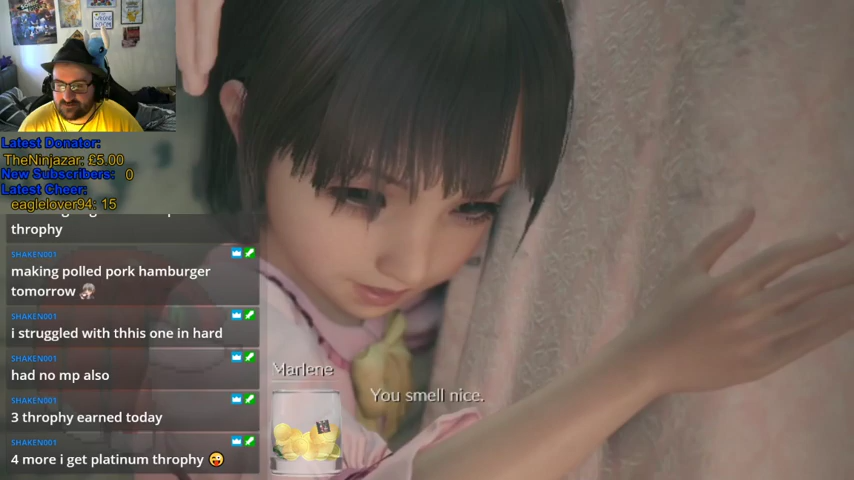 Latest Donator:
TheNinjazar: £5.00
New Subscribers: 0
Latest Cheer:
eaglelover94: 15
throphy
SHAKEN001
making polled pork hamburger
tomorrow
SHAKEN001
i struggled with thhis one in hard
SHAKEN001
had no mp also
SHAKEN001
3 throphy earned today
SHAKEN001
4 more i get platinum throphy
Marlene
You smell nice.